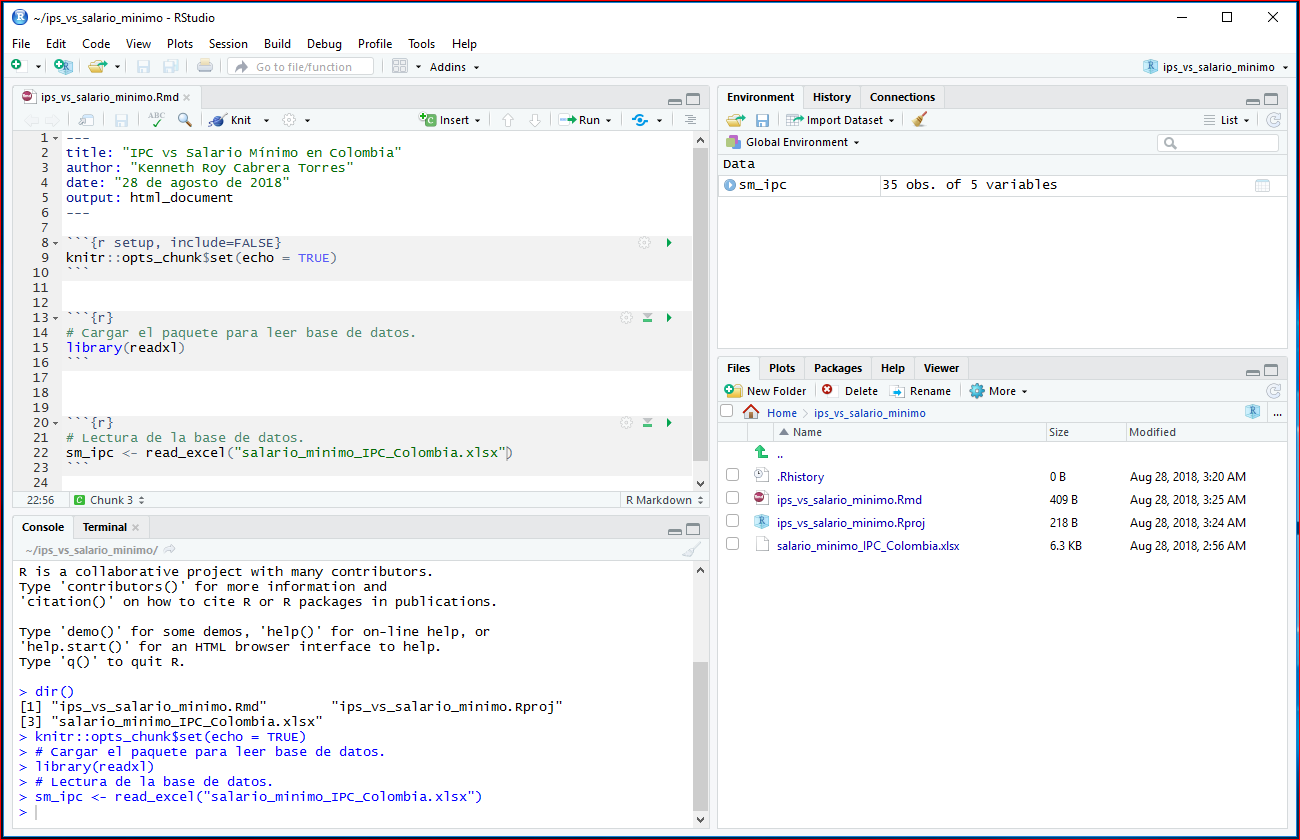 ~/ips_vs_salario_minimo - RStudio
File Edit Code View Plots Session Build Debug Profile Tools Help
Go to file/function Addins ips_vs_salario_minimo
ips_vs_salario_minimo.Rmd
ABC Knit Insert Run
1 ---
2 title: "IPC vs Salario Mínimo en Colombia"
3 author: "Kenneth Roy Cabrera Torres"
4 date: "28 de agosto de 2018"
5 output: html_document
6 ---
7
8 ```{r setup, include=FALSE}
9 knitr::opts_chunk$set(echo = TRUE)
10 ```
11
12
13 ```{r}
14 # Cargar el paquete para leer base de datos.
15 library(readxl)
16 ```
17
18
19
20 ```{r}
21 # Lectura de la base de datos.
22 sm_ipc <- read_excel("salario_minimo_IPC_Colombia.xlsx")
23 ```
24
22:56 Chunk 3 R Markdown
Console Terminal
~/ips_vs_salario_minimo/
R is a collaborative project with many contributors.
Type 'contributors()' for more information and
'citation()' on how to cite R or R packages in publications.
Type 'demo()' for some demos, 'help()' for on-line help, or
'help.start()' for an HTML browser interface to help.
Type 'q()' to quit R.
> dir()
[1] "ips_vs_salario_minimo.Rmd" "ips_vs_salario_minimo.Rproj"
[3] "salario_minimo_IPC_Colombia.xlsx"
> knitr::opts_chunk$set(echo = TRUE)
> # Cargar el paquete para leer base de datos.
> library(readxl)
> # Lectura de la base de datos.
> sm_ipc <- read_excel("salario_minimo_IPC_Colombia.xlsx")
>
Environment History Connections
Import Dataset List
Global Environment
Data
sm_ipc 35 obs. of 5 variables
Files Plots Packages Help Viewer
New Folder Delete Rename More
Home ips_vs_salario_minimo ...
Name Size Modified
..
.Rhistory 0 B Aug 28, 2018, 3:20 AM
ips_vs_salario_minimo.Rmd 409 B Aug 28, 2018, 3:25 AM
ips_vs_salario_minimo.Rproj 218 B Aug 28, 2018, 3:24 AM
salario_minimo_IPC_Colombia.xlsx 6.3 KB Aug 28, 2018, 2:56 AM